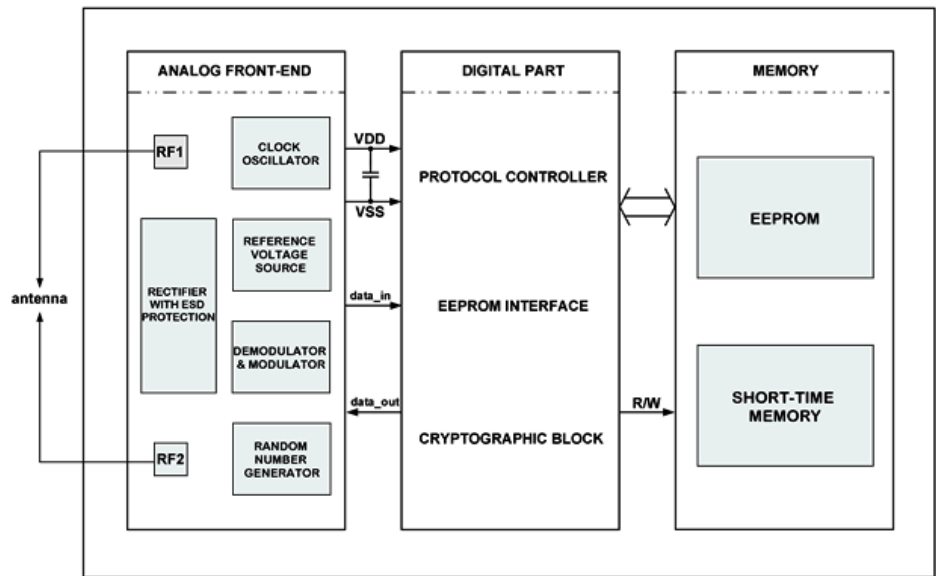 ANALOG FRONT-END
RF1
CLOCK
OSCILLATOR
REFERENCE
VOLTAGE
SOURCE
RECTIFIER
WITH ESD
PROTECTION
DEMODULATOR
& MODULATOR
RF2
RANDOM
NUMBER
GENERATOR
antenna
VDD
VSS
data_in
data_out
DIGITAL PART
PROTOCOL CONTROLLER
EEPROM INTERFACE
CRYPTOGRAPHIC BLOCK
R/W
MEMORY
EEPROM
SHORT-TIME
MEMORY